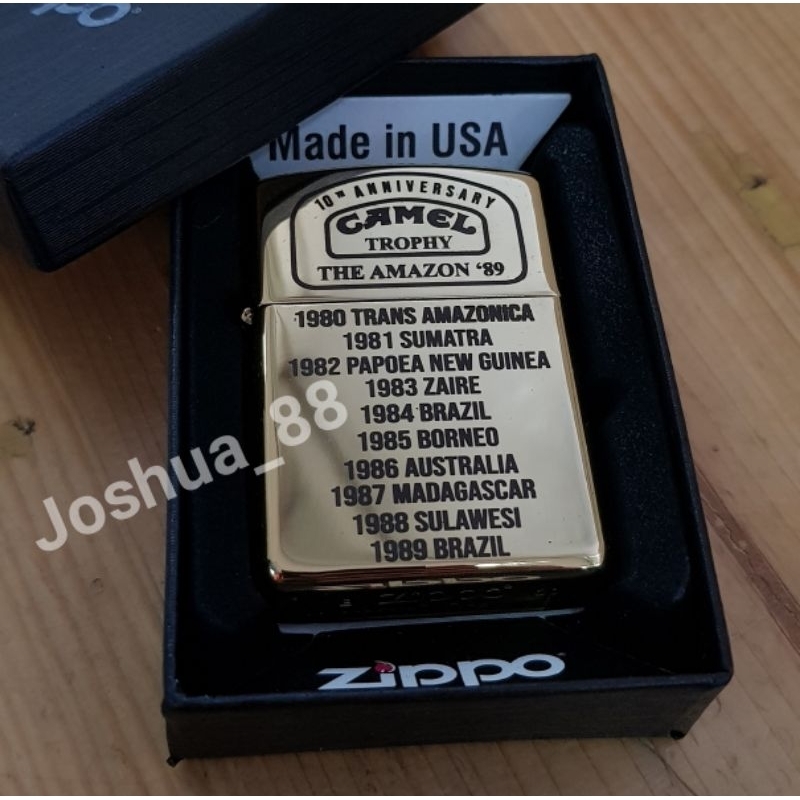 Made in USA
10TH ANNIVERSARY
CAMEL
TROPHY
THE AMAZON '89
1980 TRANS AMAZONICA
1981 SUMATRA
1982 PAPOEA NEW GUINEA
1983 ZAIRE
1984 BRAZIL
1985 BORNEO
1986 AUSTRALIA
1987 MADAGASCAR
1988 SULAWESI
1989 BRAZIL
Joshua_88
zippo